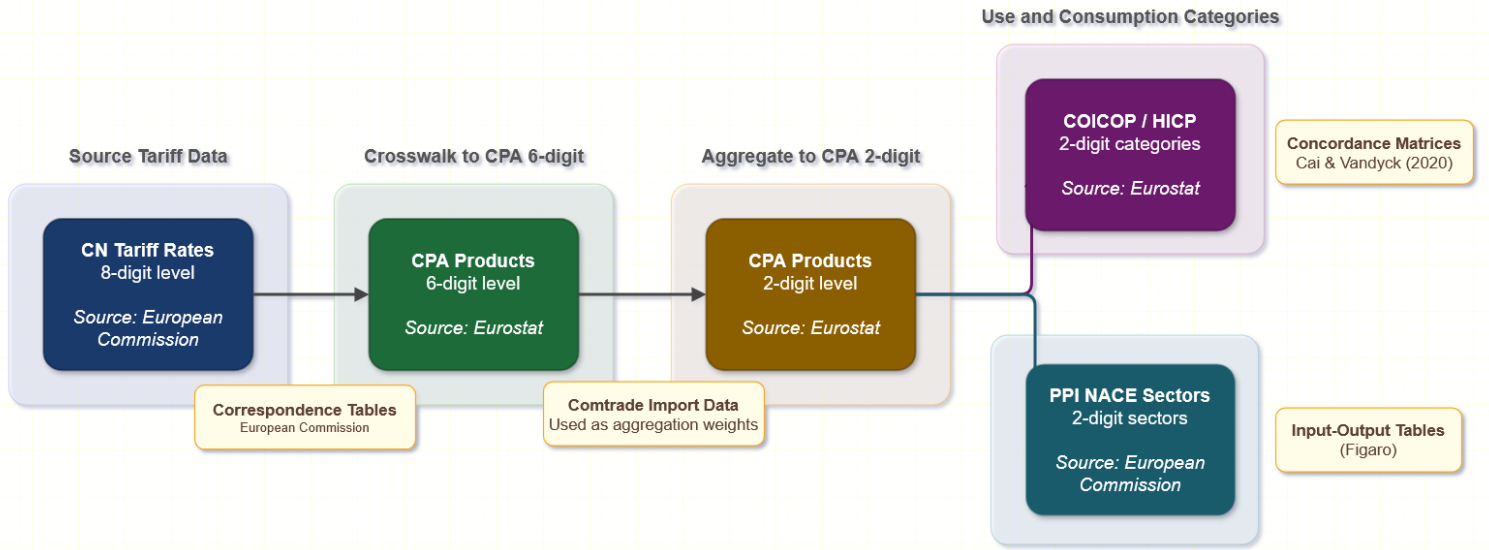 Use and Consumption Categories
COICOP / HICP
2-digit categories
Source: Eurostat
Concordance Matrices
Cai & Vandyck (2020)
Source Tariff Data
Crosswalk to CPA 6-digit
Aggregate to CPA 2-digit
CN Tariff Rates
8-digit level
Source: European
Commission
CPA Products
6-digit level
Source: Eurostat
CPA Products
2-digit level
Source: Eurostat
Correspondence Tables
European Commission
Comtrade Import Data
Used as aggregation weights
PPI NACE Sectors
2-digit sectors
Source: European
Commission
Input-Output Tables
(Figaro)